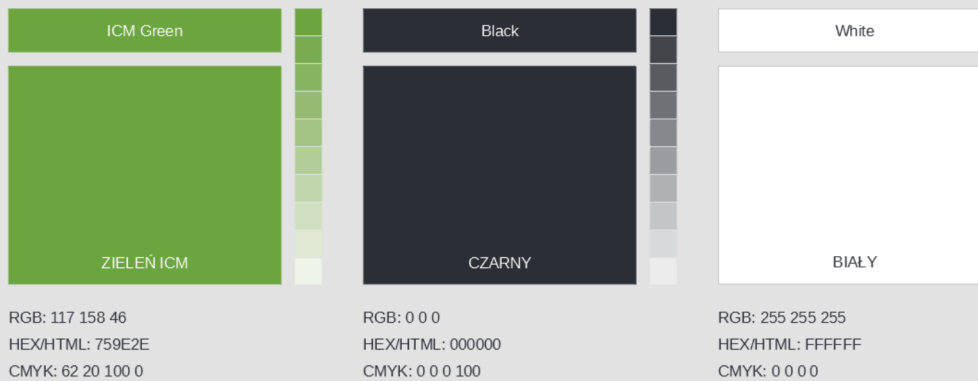 ICM Green
ZIELEŃ ICM
RGB: 117 158 46
HEX/HTML: 759E2E
CMYK: 62 20 100 0
Black
CZARNY
RGB: 0 0 0
HEX/HTML: 000000
CMYK: 0 0 0 100
White
BIAŁY
RGB: 255 255 255
HEX/HTML: FFFFFF
CMYK: 0 0 0 0